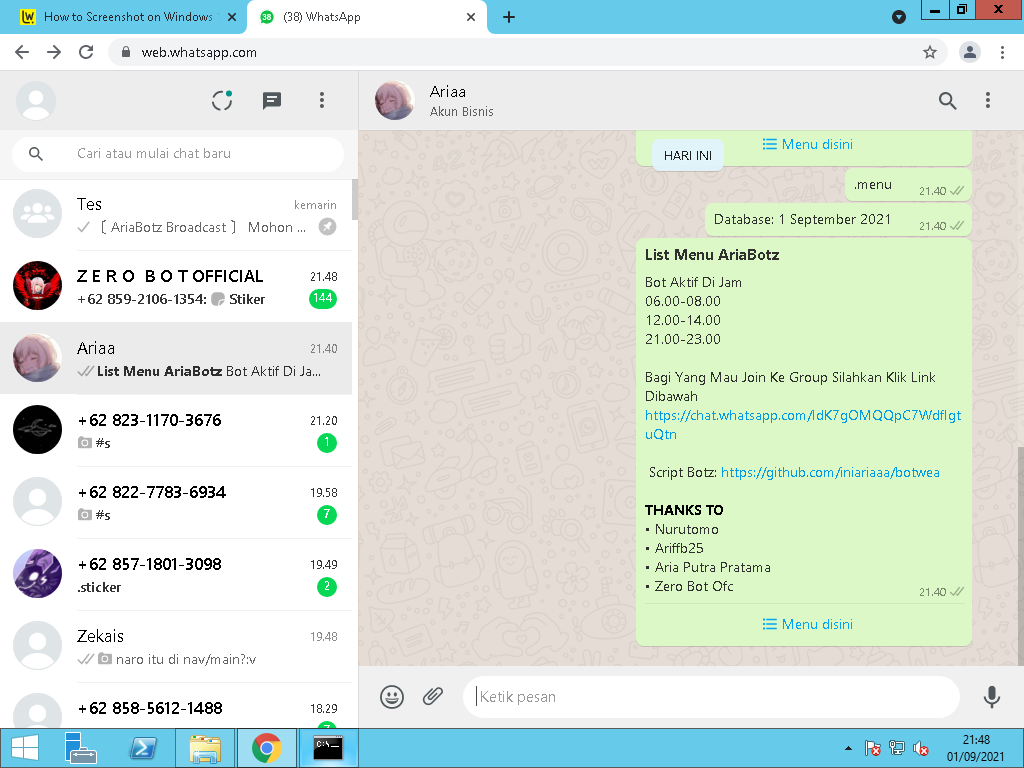 How to Screenshot on Windows
(38) WhatsApp
web.whatsapp.com
Cari atau mulai chat baru
Tes
kemarin
〔 AriaBotz Broadcast 〕 Mohon ...
Z E R O B O T OFFICIAL
21.48
+62 859-2106-1354: Stiker
144
Ariaa
21.40
List Menu AriaBotz Bot Aktif Di Ja...
+62 823-1170-3676
21.20
#s
1
+62 822-7783-6934
19.58
#s
7
+62 857-1801-3098
19.49
.sticker
2
Zekais
19.48
naro itu di nav/main?:v
+62 858-5612-1488
18.29
Ariaa
Akun Bisnis
Menu disini
HARI INI
.menu
21.40
Database: 1 September 2021
21.40
List Menu AriaBotz
Bot Aktif Di Jam
06.00-08.00
12.00-14.00
21.00-23.00
Bagi Yang Mau Join Ke Group Silahkan Klik Link
Dibawah
https://chat.whatsapp.com/IdK7gOMQQpC7WdfIgt
uQtn
Script Botz: https://github.com/iniariaaa/botwea
THANKS TO
• Nurutomo
• Ariffb25
• Aria Putra Pratama
• Zero Bot Ofc
21.40
Menu disini
Ketik pesan
21:48
01/09/2021